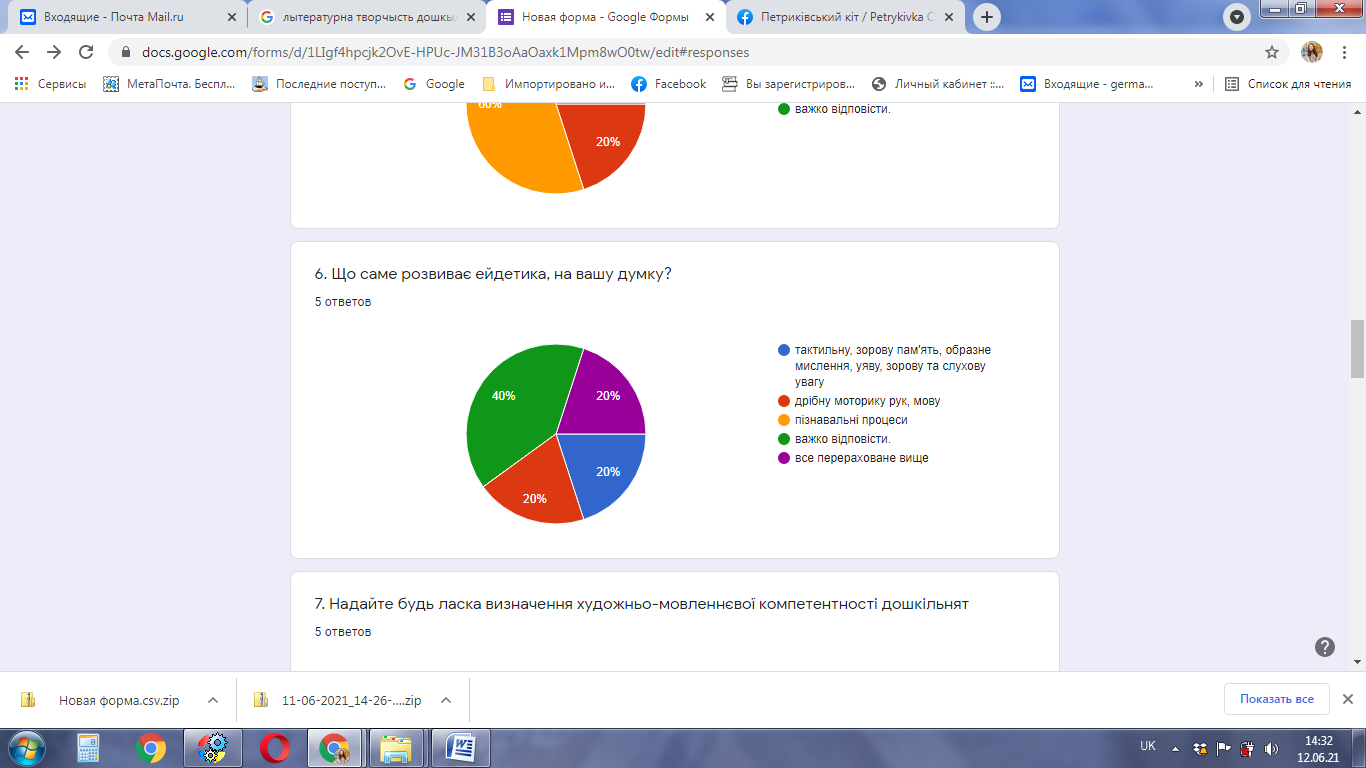 Входящие - Почта Mail.ru
лытературна творчысть дошкы
Новая форма - Google Формы
Петриківський кіт / Petrykivka C
docs.google.com/forms/d/1LIgf4hpcjk2OvE-HPUc-JM31B3oAaOaxk1Mpm8wO0tw/edit#responses
Сервисы
МетаПочта. Беспл...
Последние поступ...
Google
Импортировано и...
Facebook
Вы зарегистриров...
Личный кабинет ::...
Входящие - germa...
»
Список для чтения
60%
20%
важко відповісти.
6. Що саме розвиває ейдетика, на вашу думку?
5 ответов
40%
20%
20%
20%
тактильну, зорову пам'ять, образне
мислення, уяву, зорову та слухову
увагу
дрібну моторику рук, мову
пізнавальні процеси
важко відповісти.
все перераховане вище
7. Надайте будь ласка визначення художньо-мовленнєвої компетентності дошкільнят
5 ответов
Новая форма.csv.zip
11-06-2021_14-26-....zip
Показать все
UK
14:32
12.06.21